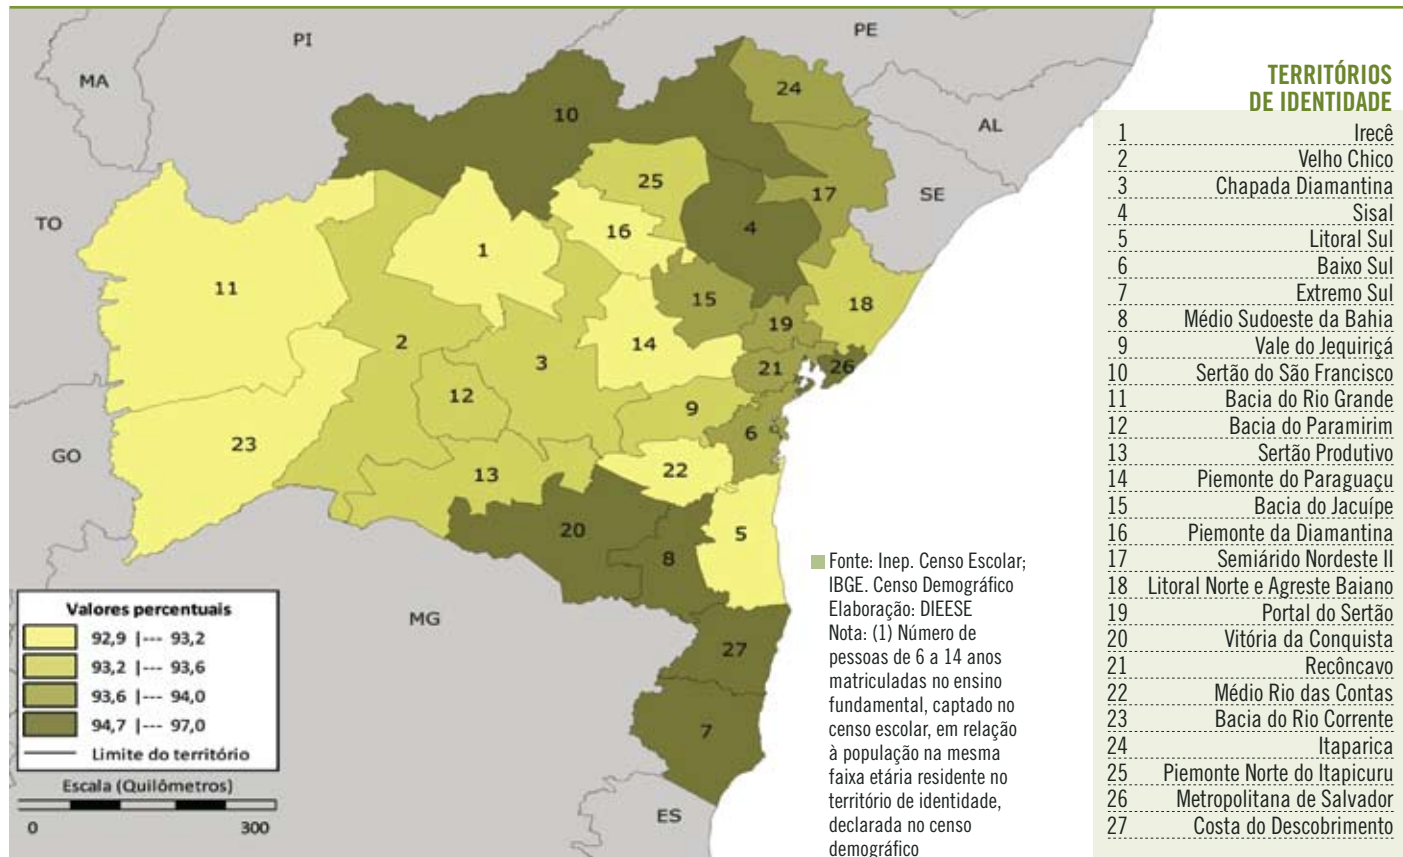 PI
PE
MA
AL
SE
TO
GO
MG
ES
10
24
25
17
16
4
1
11
15
18
19
2
14
3
21
26
12
9
6
23
13
22
20
5
8
27
7
Valores percentuais
92,9 |--- 93,2
93,2 |--- 93,6
93,6 |--- 94,0
94,7 |--- 97,0
Limite do território
Escala (Quilômetros)
0 300
Fonte: Inep. Censo Escolar;
IBGE. Censo Demográfico
Elaboração: DIEESE
Nota: (1) Número de
pessoas de 6 a 14 anos
matriculadas no ensino
fundamental, captado no
censo escolar, em relação
à população na mesma
faixa etária residente no
território de identidade,
declarada no censo
demográfico
TERRITÓRIOS
DE IDENTIDADE
1 Irecê
2 Velho Chico
3 Chapada Diamantina
4 Sisal
5 Litoral Sul
6 Baixo Sul
7 Extremo Sul
8 Médio Sudoeste da Bahia
9 Vale do Jequiriçá
10 Sertão do São Francisco
11 Bacia do Rio Grande
12 Bacia do Paramirim
13 Sertão Produtivo
14 Piemonte do Paraguaçu
15 Bacia do Jacuípe
16 Piemonte da Diamantina
17 Semiárido Nordeste II
18 Litoral Norte e Agreste Baiano
19 Portal do Sertão
20 Vitória da Conquista
21 Recôncavo
22 Médio Rio das Contas
23 Bacia do Rio Corrente
24 Itaparica
25 Piemonte Norte do Itapicuru
26 Metropolitana de Salvador
27 Costa do Descobrimento